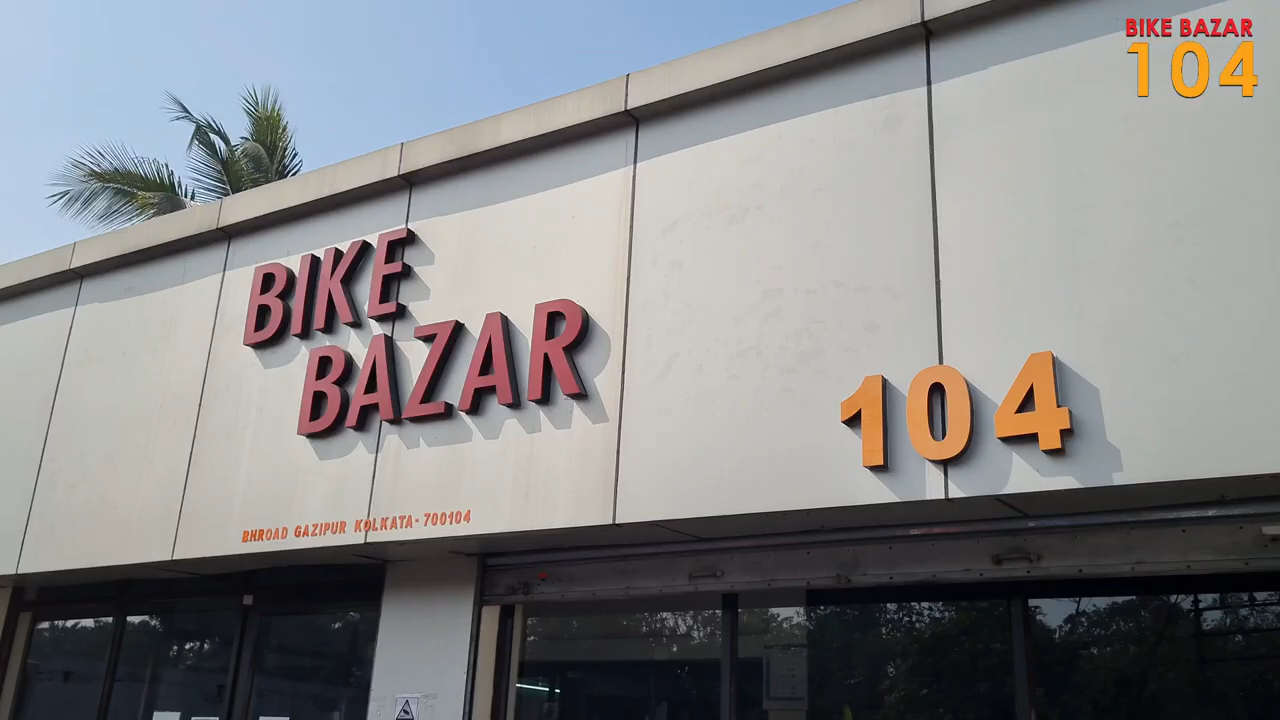 BIKE BAZAR
104
BIKE
BAZAR
104
BHROAD GAZIPUR KOLKATA-700104